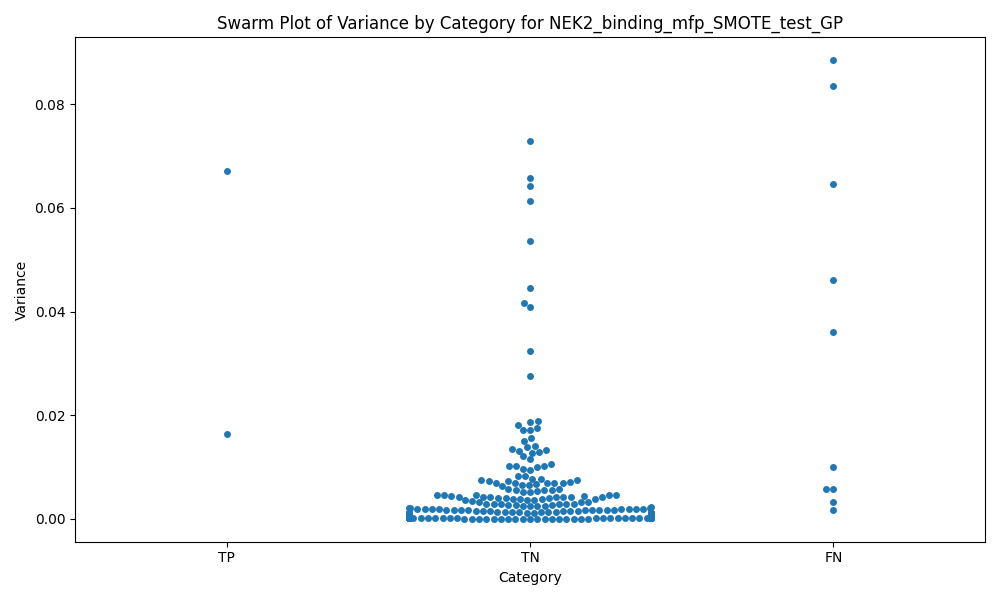 Swarm Plot of Variance by Category for NEK2_binding_mfp_SMOTE_test_GP
Variance
0.08
0.06
0.04
0.02
0.00
TP
TN
FN
Category